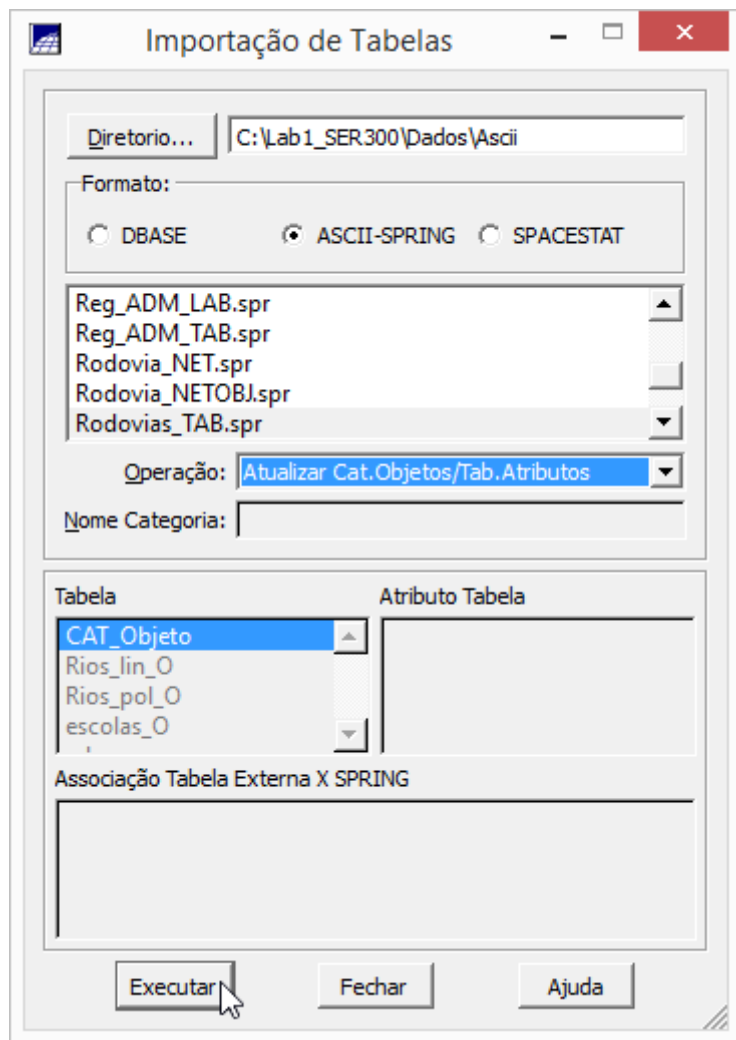 Importação de Tabelas
Diretorio... C:\Lab1_SER300\Dados\Ascii
Formato:
DBASE ASCII-SPRING SPACESTAT
Reg_ADM_LAB.spr
Reg_ADM_TAB.spr
Rodovia_NET.spr
Rodovia_NETOBJ.spr
Rodovias_TAB.spr
Operação: Atualizar Cat.Objetos/Tab.Atributos
Nome Categoria:
Tabela Atributo Tabela
CAT_Objeto
Rios_lin_O
Rios_pol_O
escolas_O
Associação Tabela Externa X SPRING
Executar Fechar Ajuda